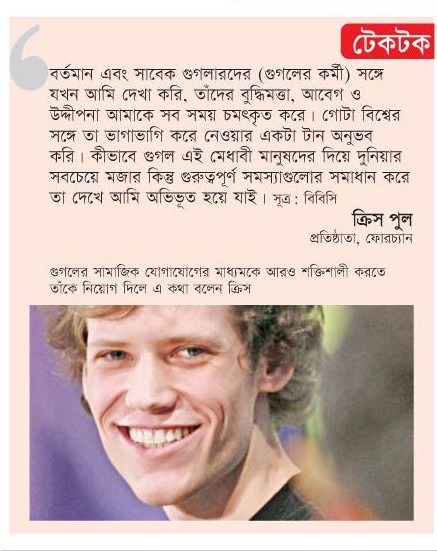 টেকটক
বর্তমান এবং সাবেক গুগলারদের (গুগলের কর্মী) সঙ্গে
যখন আমি দেখা করি, তাঁদের বুদ্ধিমত্তা, আবেগ ও
উদ্দীপনা আমাকে সব সময় চমৎকৃত করে। গোটা বিশ্বের
সঙ্গে তা ভাগাভাগি করে নেওয়ার একটা টান অনুভব
করি। কীভাবে গুগল এই মেধাবী মানুষদের দিয়ে দুনিয়ার
সবচেয়ে মজার কিন্তু গুরুত্বপূর্ণ সমস্যাগুলোর সমাধান করে
তা দেখে আমি অভিভূত হয়ে যাই। সূত্র: বিবিসি
ক্রিস পুল
প্রতিষ্ঠাতা, ফোরচ্যান
গুগলের সামাজিক যোগাযোগের মাধ্যমকে আরও শক্তিশালী করতে
তাঁকে নিয়োগ দিলে এ কথা বলেন ক্রিস